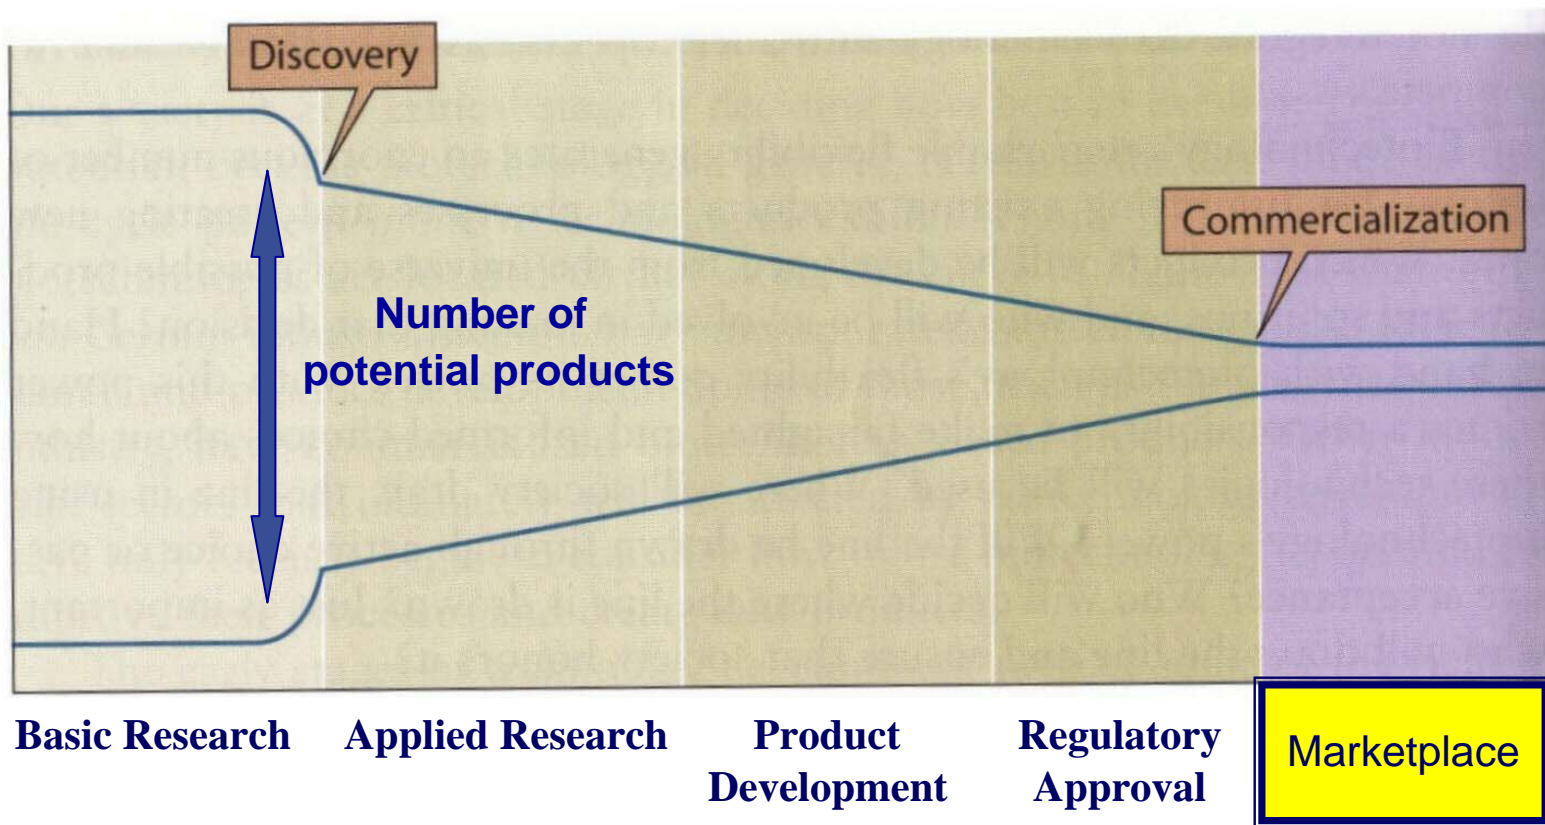 Discovery
Commercialization
Number of
potential products
Basic Research
Applied Research
Product
Development
Regulatory
Approval
Marketplace